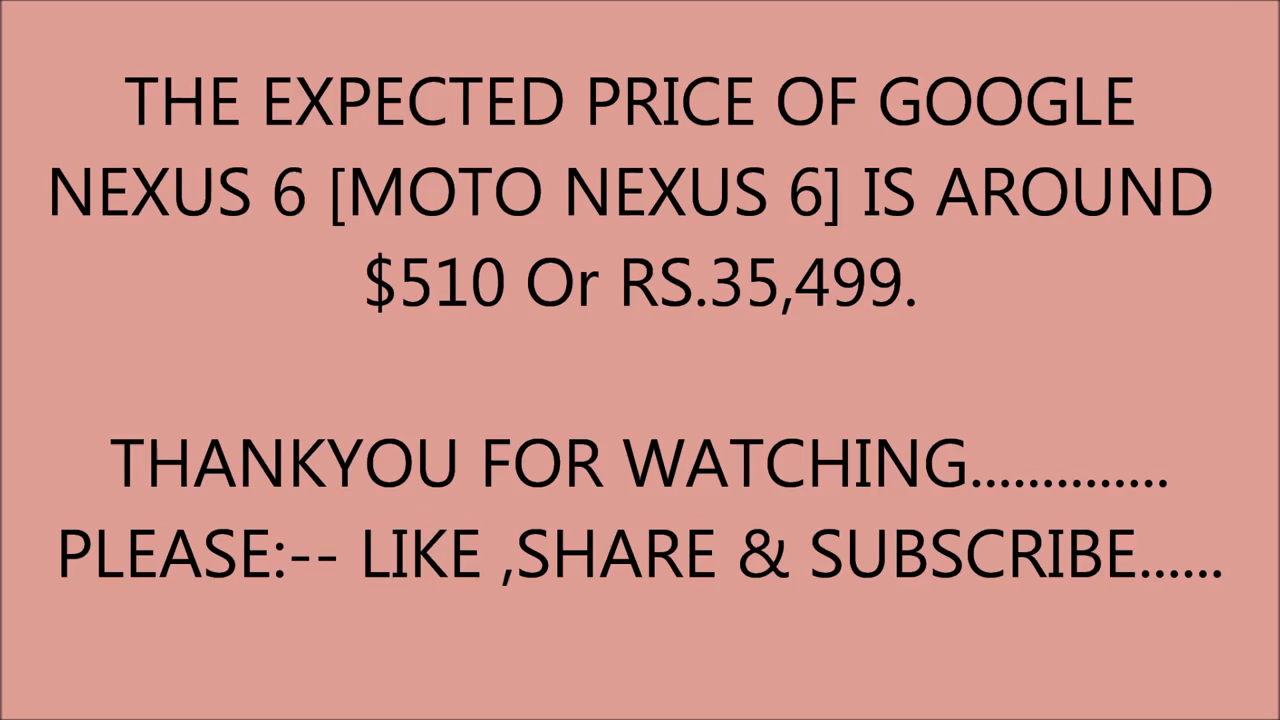 THE EXPECTED PRICE OF GOOGLE
NEXUS 6 [MOTO NEXUS 6] IS AROUND
$510 Or RS.35,499.
THANKYOU FOR WATCHING..............
PLEASE:-- LIKE ,SHARE & SUBSCRIBE......